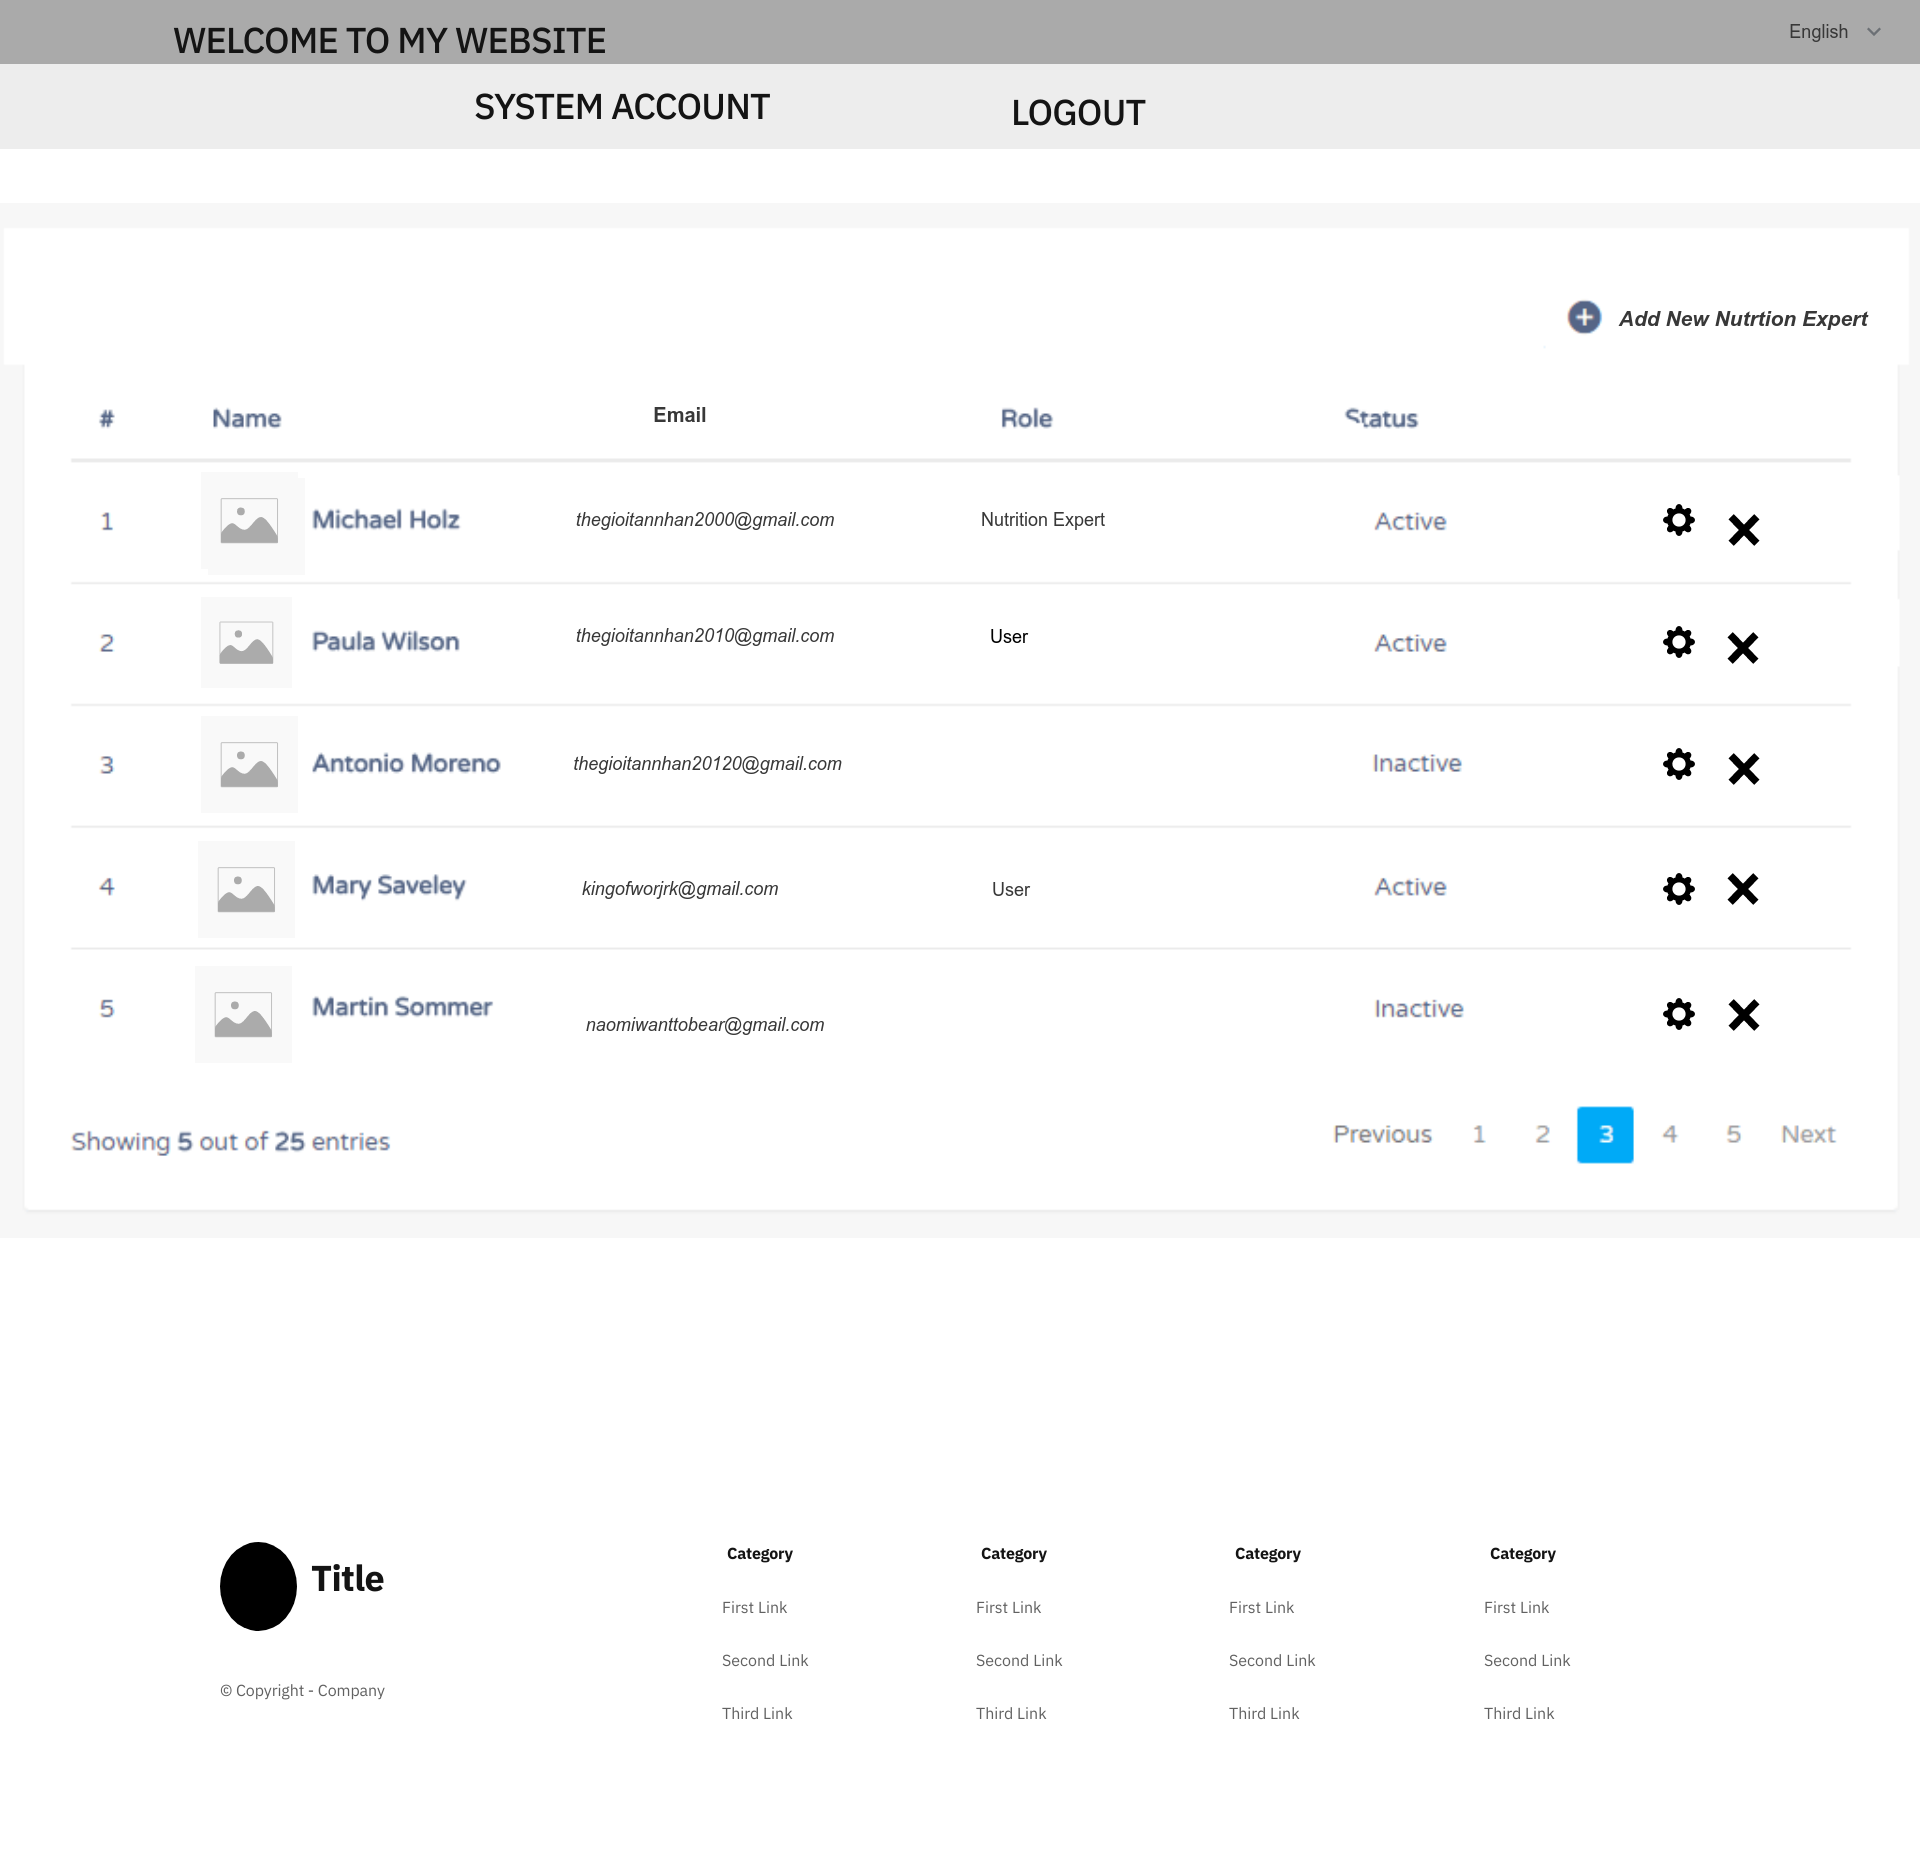 WELCOME TO MY WEBSITE English
SYSTEM ACCOUNT LOGOUT
Add New Nutrtion Expert
# Name Email Role Status
1 Michael Holz thegioitannhan2000@gmail.com Nutrition Expert Active
2 Paula Wilson thegioitannhan2010@gmail.com User Active
3 Antonio Moreno thegioitannhan20120@gmail.com Inactive
4 Mary Saveley kingofworjrk@gmail.com User Active
5 Martin Sommer naomiwanttobear@gmail.com Inactive
Showing 5 out of 25 entries Previous 1 2 3 4 5 Next
Title
© Copyright - Company
Category Category Category Category
First Link First Link First Link First Link
Second Link Second Link Second Link Second Link
Third Link Third Link Third Link Third Link